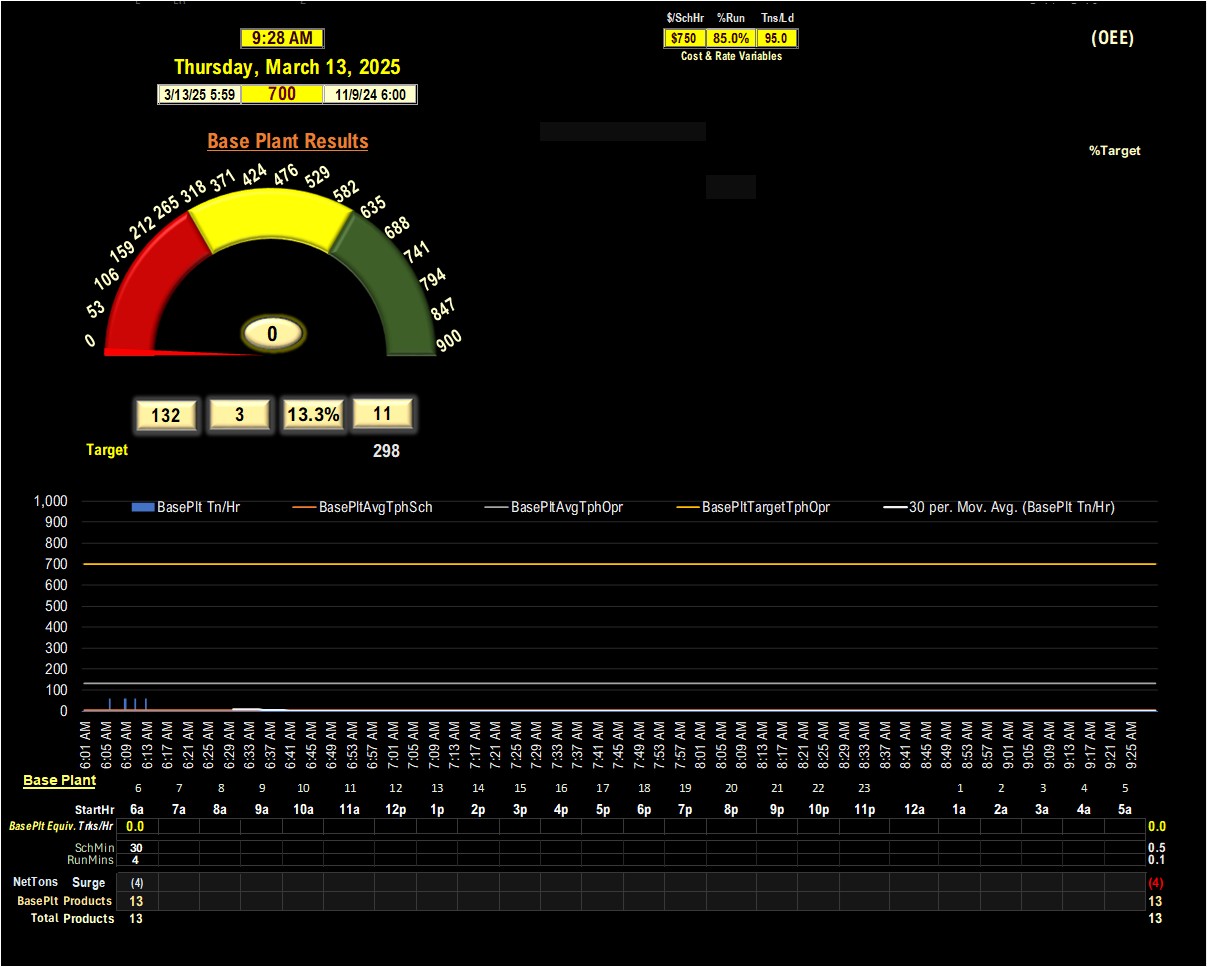 $/SchHr %Run Tns/Ld
9:28 AM $750 85.0% 95.0 (OEE)
Cost & Rate Variables
Thursday, March 13, 2025
3/13/25 5:59 700 11/9/24 6:00
Base Plant Results
%Target
0 53 106 159 212 265 318 371 424 476 529 582 635 688 741 794 847 900
0
132 3 13.3% 11
Target 298
BasePlt Tn/Hr BasePltAvgTphSch BasePltAvgTphOpr BasePltTargetTphOpr 30 per. Mov. Avg. (BasePlt Tn/Hr)
1,000
900
800
700
600
500
400
300
200
100
0
6:01 AM 6:05 AM 6:09 AM 6:13 AM 6:17 AM 6:21 AM 6:25 AM 6:29 AM 6:33 AM 6:37 AM 6:41 AM 6:45 AM 6:49 AM 6:53 AM 6:57 AM 7:01 AM 7:05 AM 7:09 AM 7:13 AM 7:17 AM 7:21 AM 7:25 AM 7:29 AM 7:33 AM 7:37 AM 7:41 AM 7:45 AM 7:49 AM 7:53 AM 7:57 AM 8:01 AM 8:05 AM 8:09 AM 8:13 AM 8:17 AM 8:21 AM 8:25 AM 8:29 AM 8:33 AM 8:37 AM 8:41 AM 8:45 AM 8:49 AM 8:53 AM 8:57 AM 9:01 AM 9:05 AM 9:09 AM 9:13 AM 9:17 AM 9:21 AM 9:25 AM
Base Plant
6 7 8 9 10 11 12 13 14 15 16 17 18 19 20 21 22 23 1 2 3 4 5
StartHr 6a 7a 8a 9a 10a 11a 12p 1p 2p 3p 4p 5p 6p 7p 8p 9p 10p 11p 12a 1a 2a 3a 4a 5a
BasePlt Equiv. Trks/Hr 0.0 0.0
SchMin 30 0.5
RunMins 4 0.1
NetTons Surge (4) (4)
BasePlt Products 13 13
Total Products 13 13